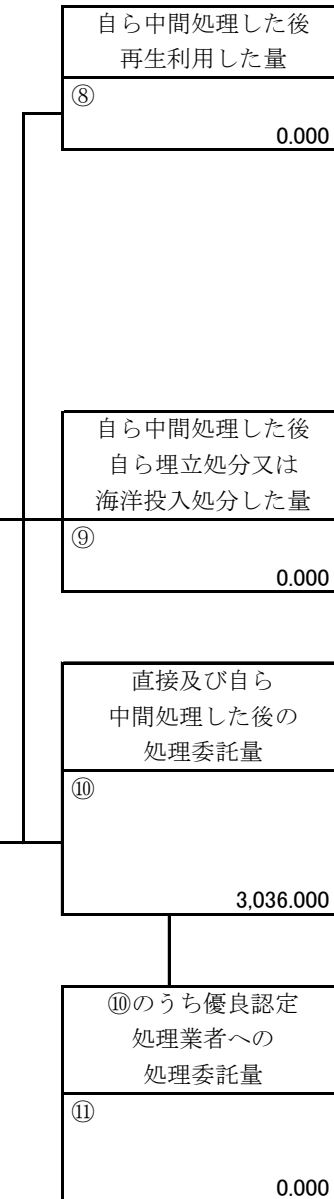 自ら中間処理した後
再生利用した量
⑧
0.000
自ら中間処理した後
自ら埋立処分又は
海洋投入処分した量
⑨
0.000
直接及び自ら
中間処理した後の
処理委託量
⑩
3,036.000
⑩のうち優良認定
処理業者への
処理委託量
⑪
0.000